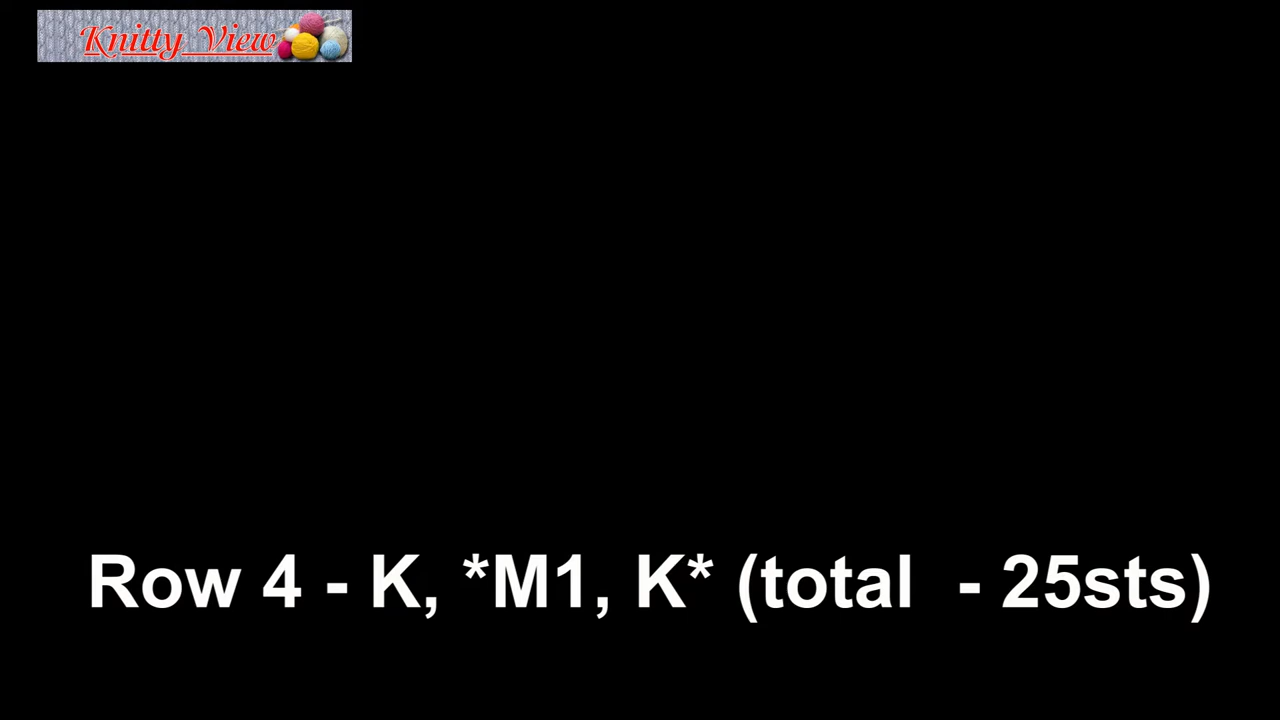 Knitty View
Row 4 - K, *M1, K* (total  - 25sts)